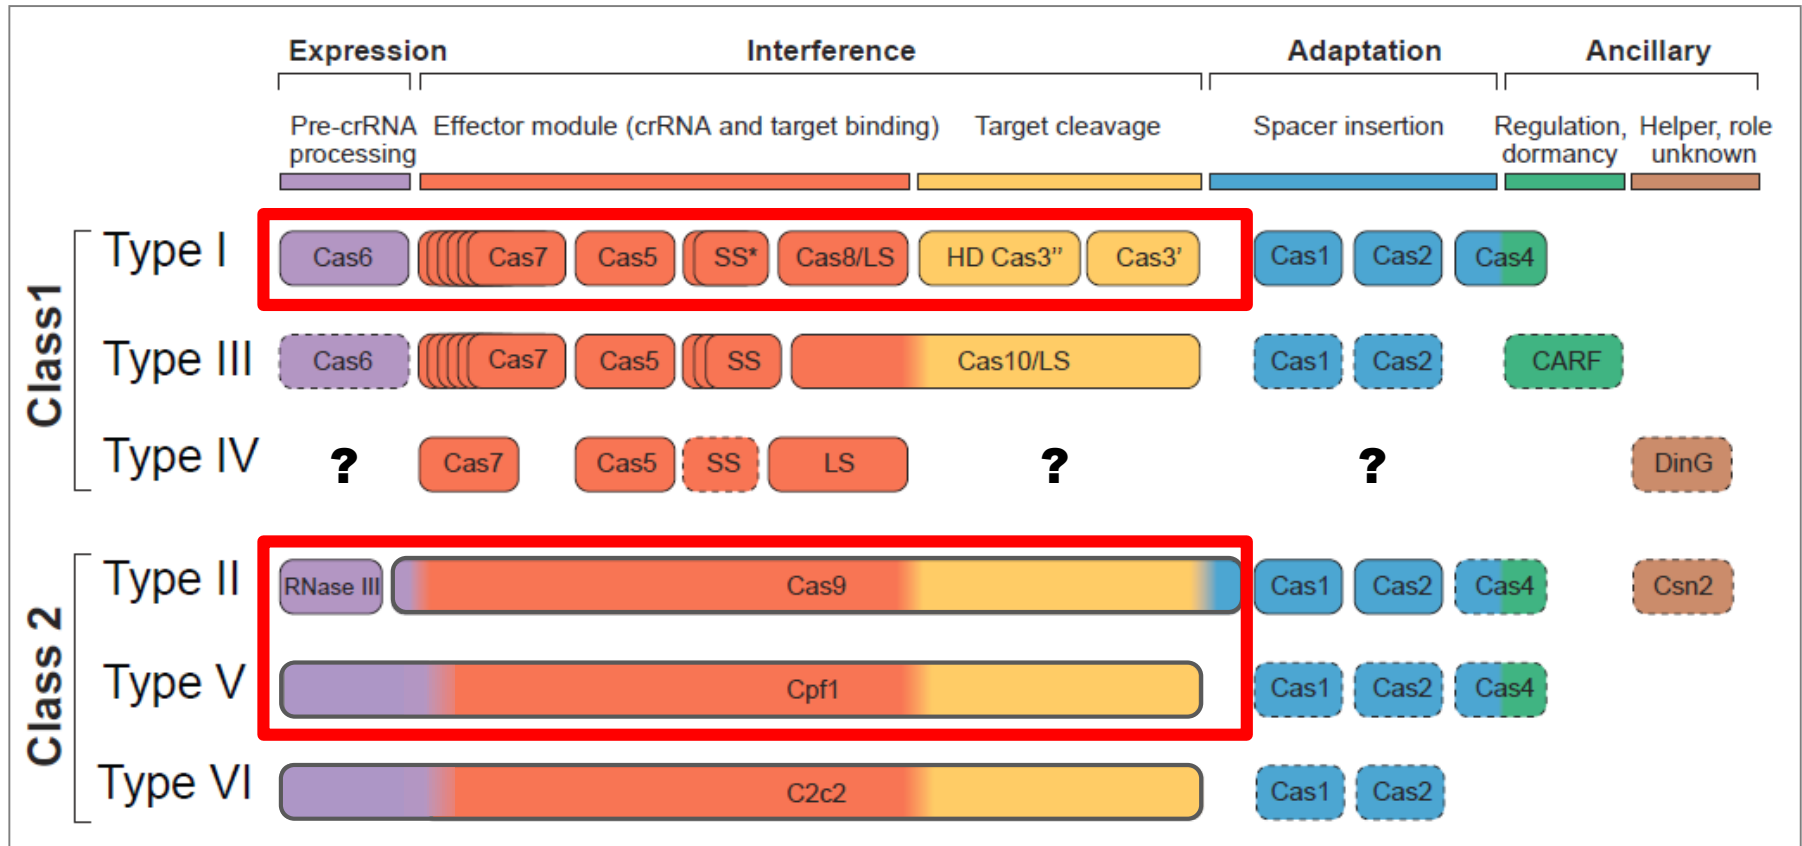 Expression Interference Adaptation Ancillary
Pre-crRNA processing
Effector module (crRNA and target binding)
Target cleavage
Spacer insertion
Regulation, dormancy
Helper, role unknown
Class1
Type I Cas6 Cas7 Cas5 SS* Cas8/LS HD Cas3'' Cas3' Cas1 Cas2 Cas4
Type III Cas6 Cas7 Cas5 SS Cas10/LS Cas1 Cas2 CARF
Type IV ? Cas7 Cas5 SS LS ? ? DinG
Class 2
Type II RNase III Cas9 Cas1 Cas2 Cas4 Csn2
Type V Cpf1 Cas1 Cas2 Cas4
Type VI C2c2 Cas1 Cas2